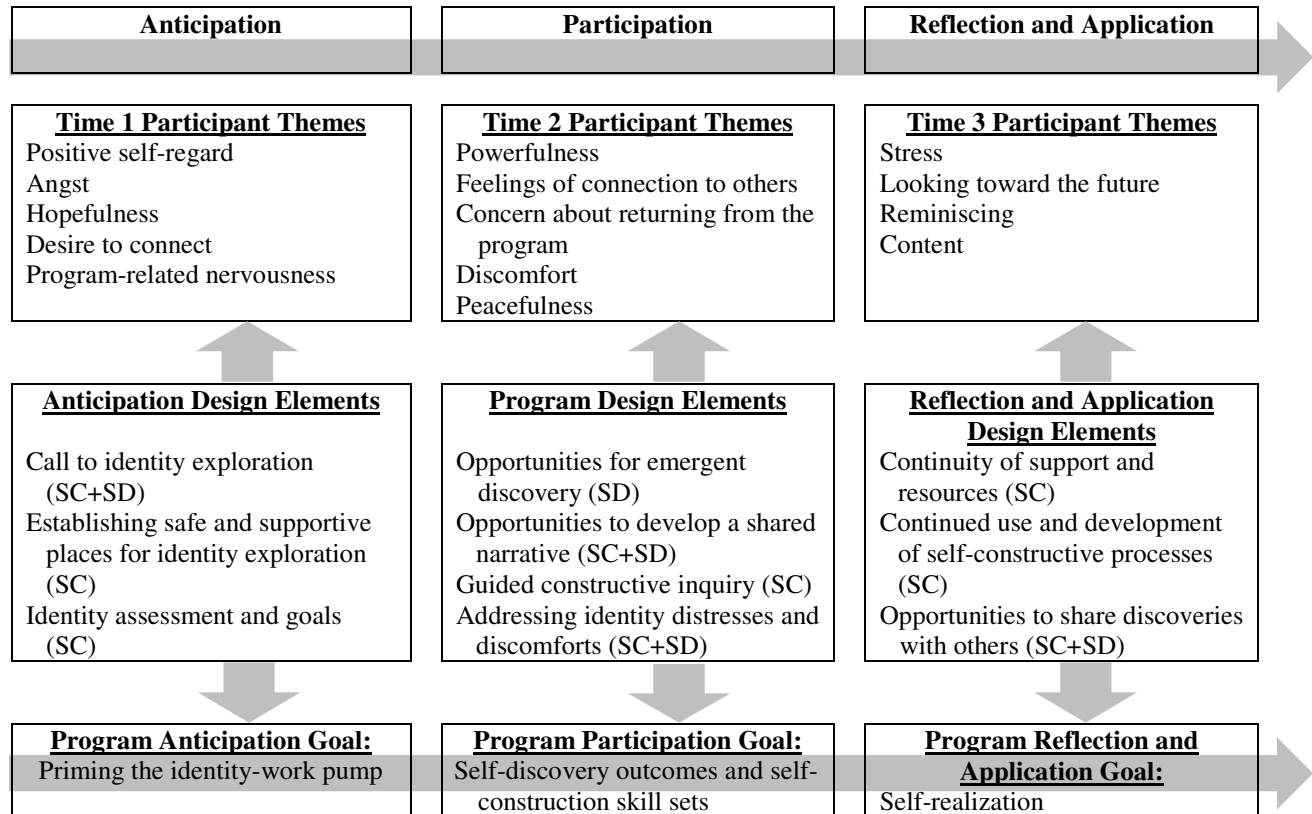 Anticipation
Participation
Reflection and Application
Time 1 Participant Themes
Positive self-regard
Angst
Hopefulness
Desire to connect
Program-related nervousness
Time 2 Participant Themes
Powerfulness
Feelings of connection to others
Concern about returning from the
program
Discomfort
Peacefulness
Time 3 Participant Themes
Stress
Looking toward the future
Reminiscing
Content
Anticipation Design Elements
Call to identity exploration
(SC+SD)
Establishing safe and supportive
places for identity exploration
(SC)
Identity assessment and goals
(SC)
Program Design Elements
Opportunities for emergent
discovery (SD)
Opportunities to develop a shared
narrative (SC+SD)
Guided constructive inquiry (SC)
Addressing identity distresses and
discomforts (SC+SD)
Reflection and Application
Design Elements
Continuity of support and
resources (SC)
Continued use and development
of self-constructive processes
(SC)
Opportunities to share discoveries
with others (SC+SD)
Program Anticipation Goal:
Priming the identity-work pump
Program Participation Goal:
Self-discovery outcomes and self-
construction skill sets
Program Reflection and
Application Goal:
Self-realization